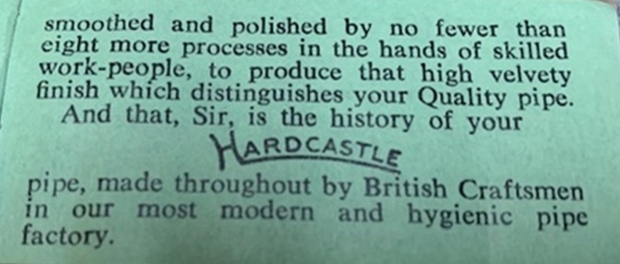 smoothed and polished by no fewer than
eight more processes in the hands of skilled
work-people, to produce that high velvety
finish which distinguishes your Quality pipe.
And that, Sir, is the history of your
HARDCASTLE
pipe, made throughout by British Craftsmen
in our most modern and hygienic pipe
factory.